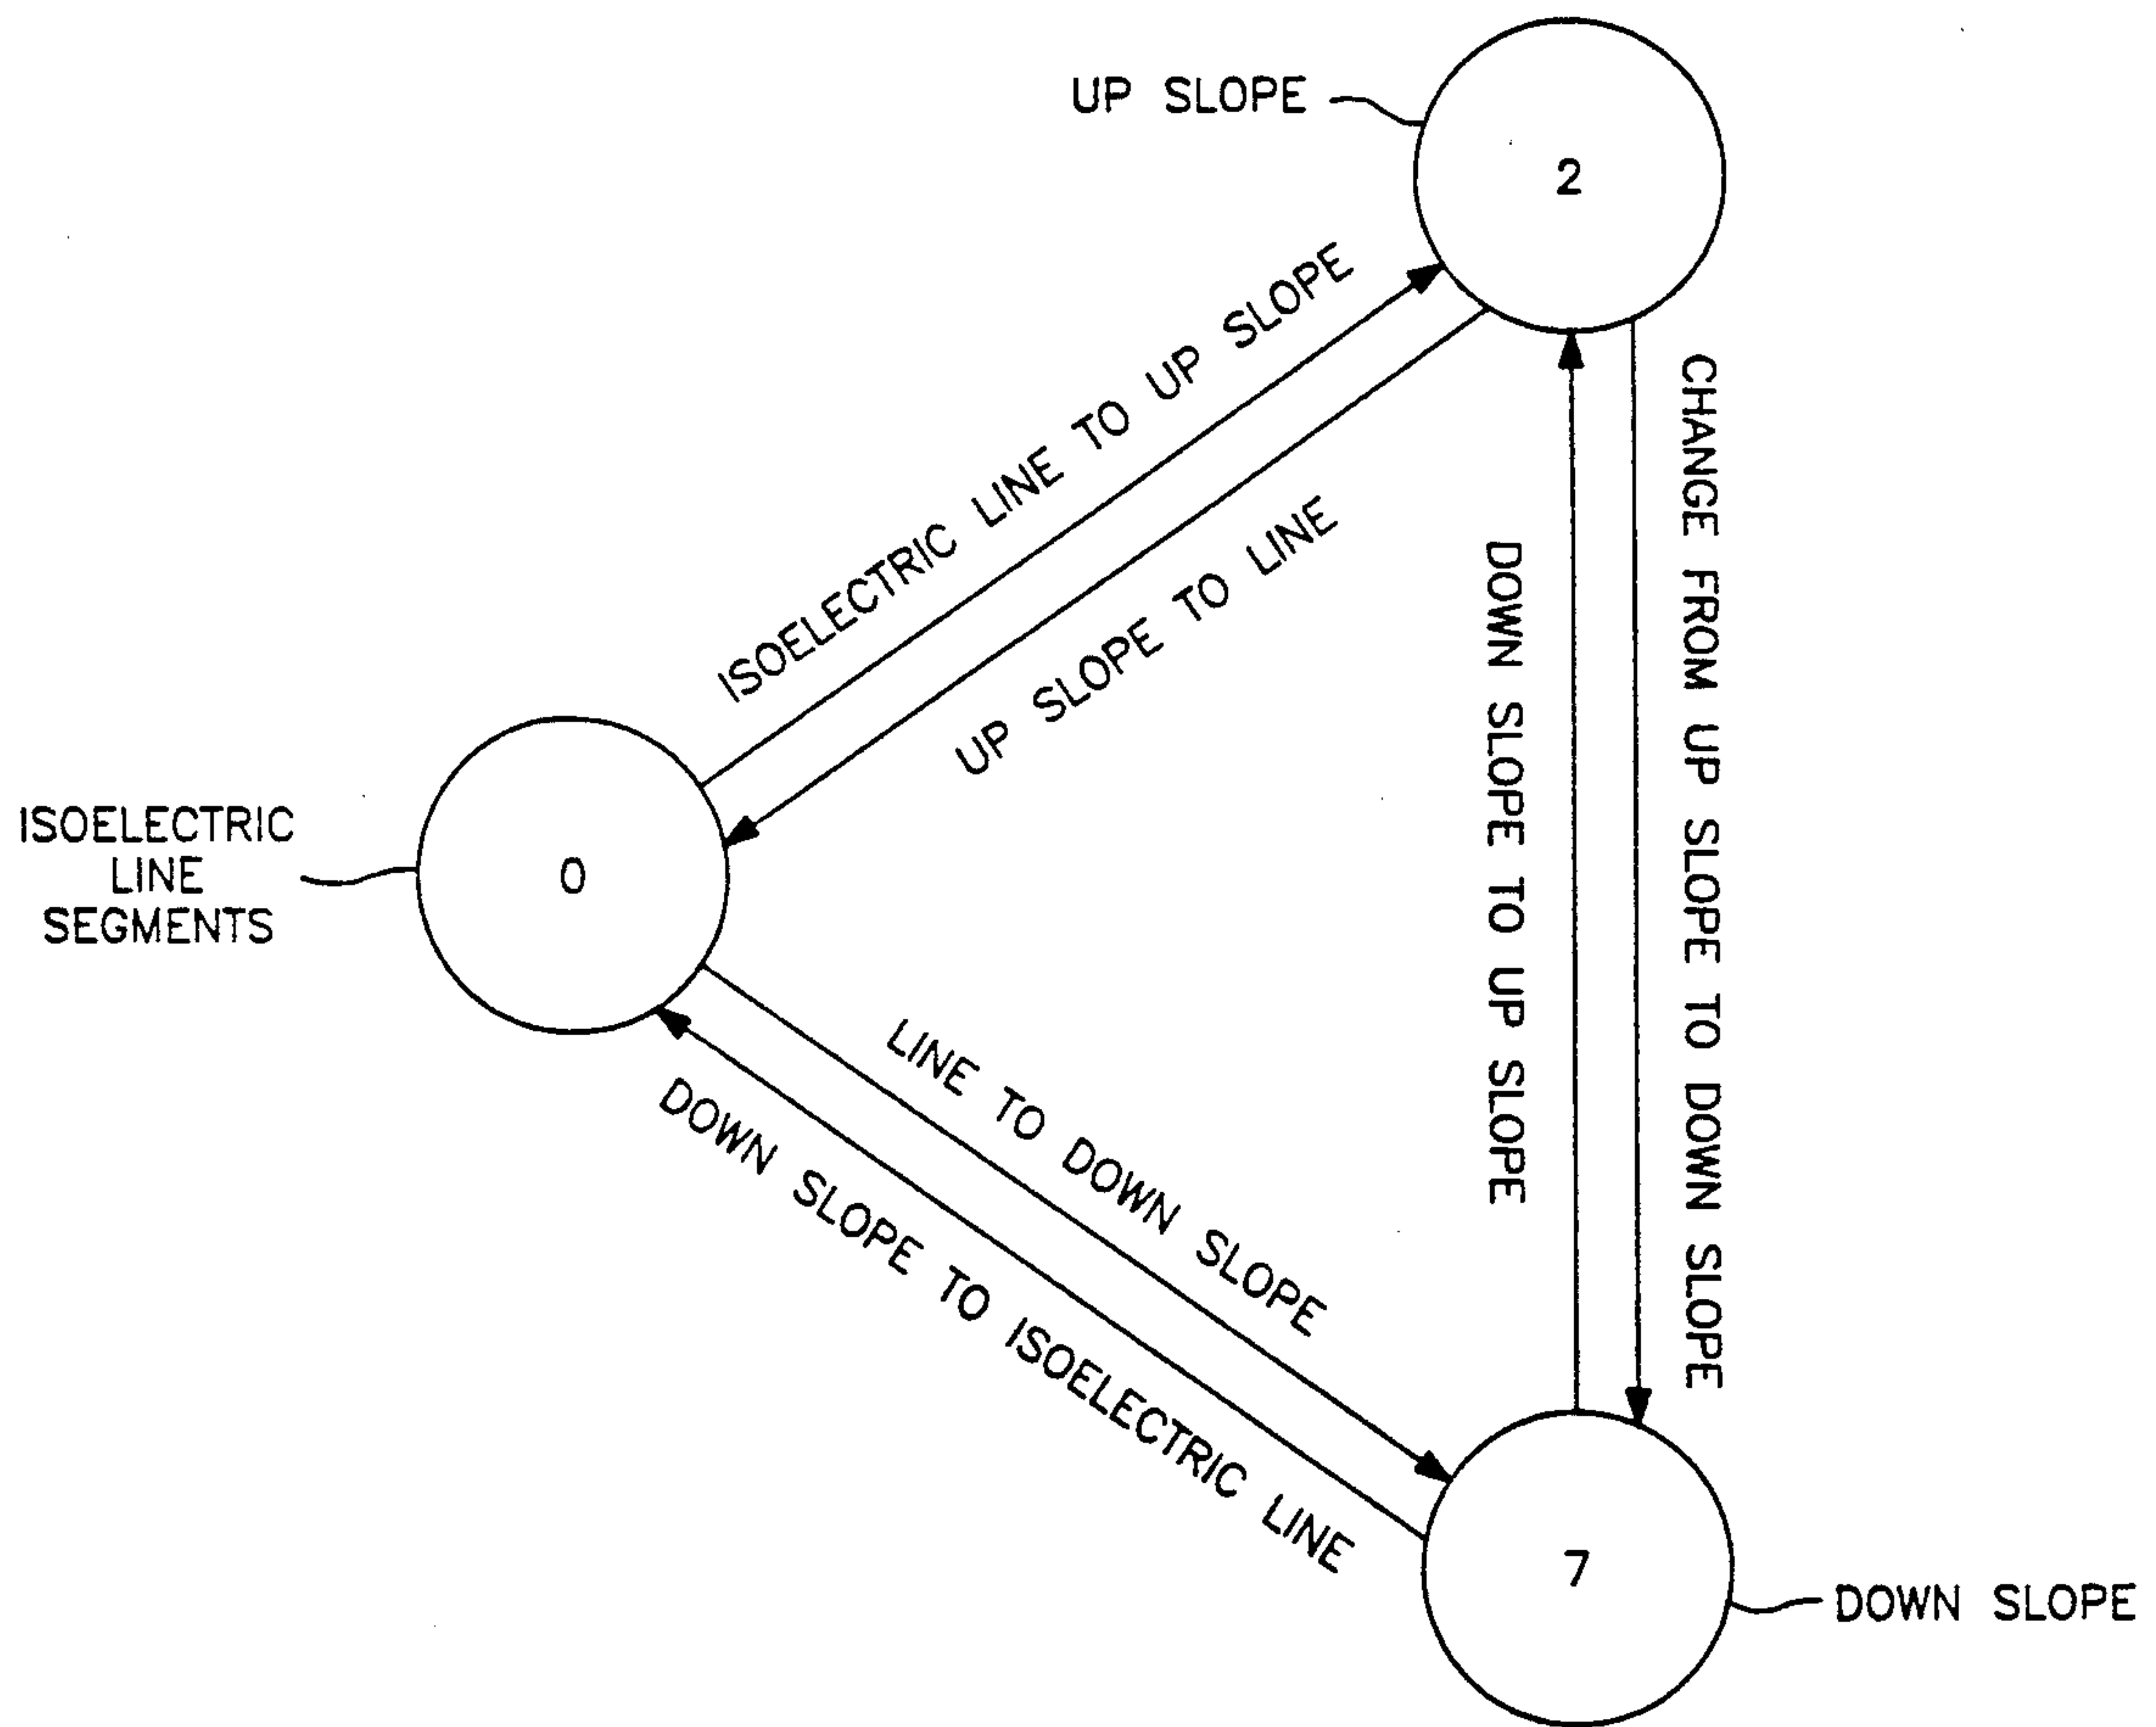 UP SLOPE
2
ISOELECTRIC LINE TO UP SLOPE
UP SLOPE TO LINE
CHANGE FROM UP SLOPE TO DOWN SLOPE
DOWN SLOPE TO UP SLOPE
ISOELECTRIC
LINE
SEGMENTS
0
LINE TO DOWN SLOPE
DOWN SLOPE TO ISOELECTRIC LINE
7
DOWN SLOPE